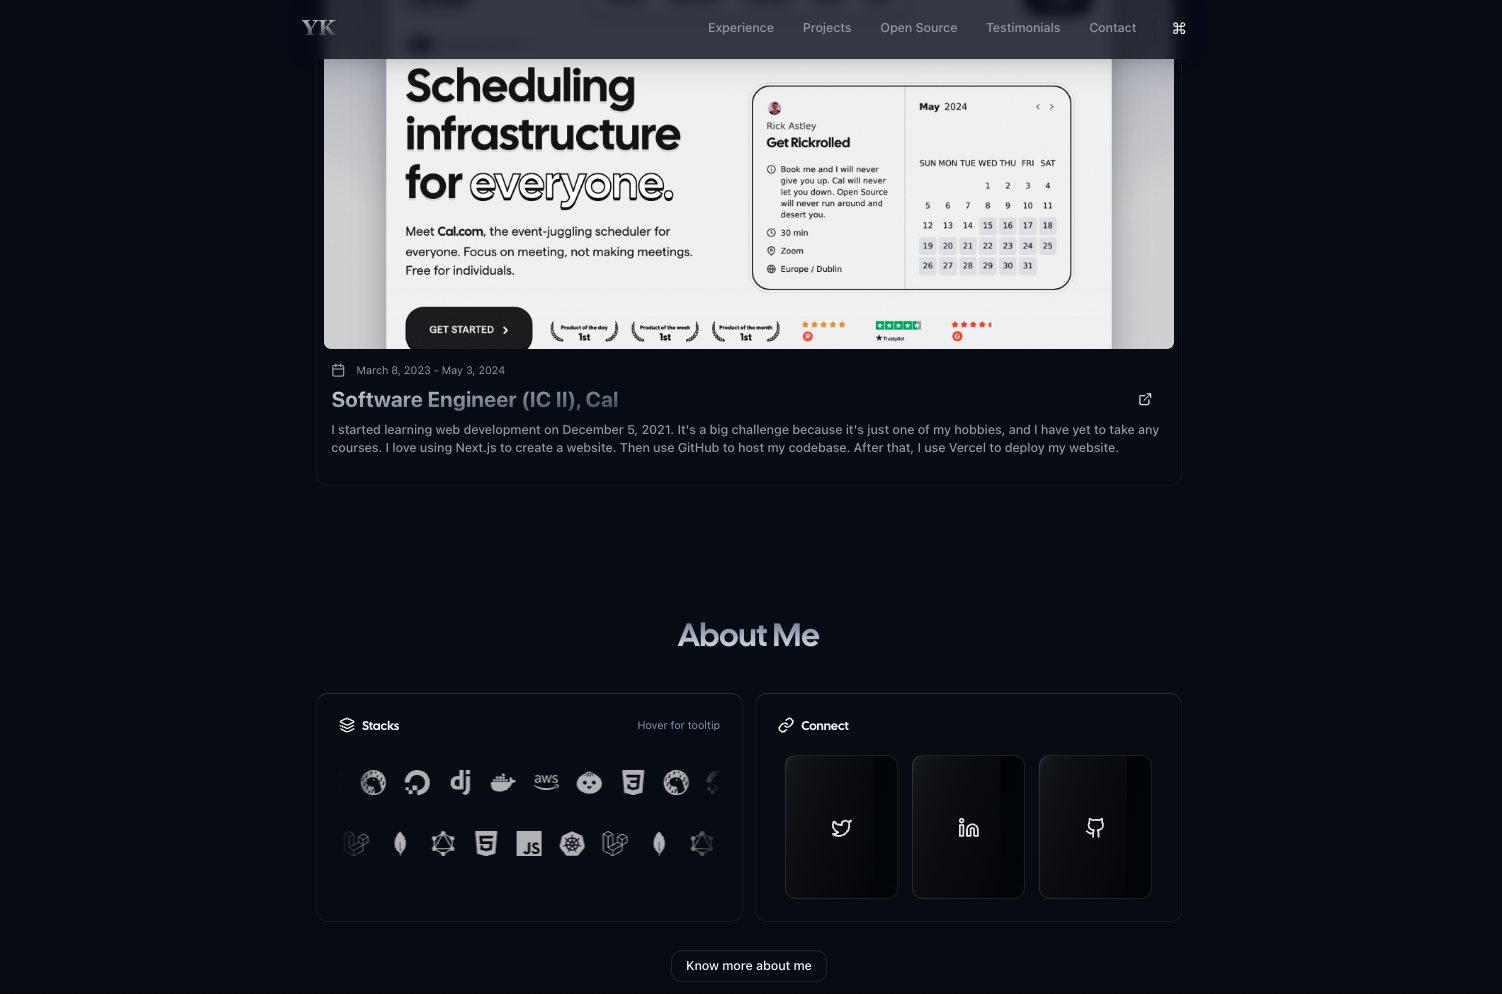 YK
Experience
Projects
Open Source
Testimonials
Contact
Scheduling
infrastructure
for everyone.
Meet Cal.com, the event-juggling scheduler for
everyone. Focus on meeting, not making meetings.
Free for individuals.
GET STARTED
Product of the day
1st
Product of the week
1st
Product of the month
1st
Trustpilot
Rick Astley
Get Rickrolled
Book me and I will never
give you up. Cal will never
let you down. Open Source
will never run around and
desert you.
30 min
Zoom
Europe / Dublin
May 2024
SUN MON TUE WED THU FRI SAT
1 2 3 4
5 6 7 8 9 10 11
12 13 14 15 16 17 18
19 20 21 22 23 24 25
26 27 28 29 30 31
March 8, 2023 - May 3, 2024
Software Engineer (IC II), Cal
I started learning web development on December 5, 2021. It's a big challenge because it's just one of my hobbies, and I have yet to take any
courses. I love using Next.js to create a website. Then use GitHub to host my codebase. After that, I use Vercel to deploy my website.
About Me
Stacks
Hover for tooltip
dj
aws
3
5
JS
Connect
in
Know more about me